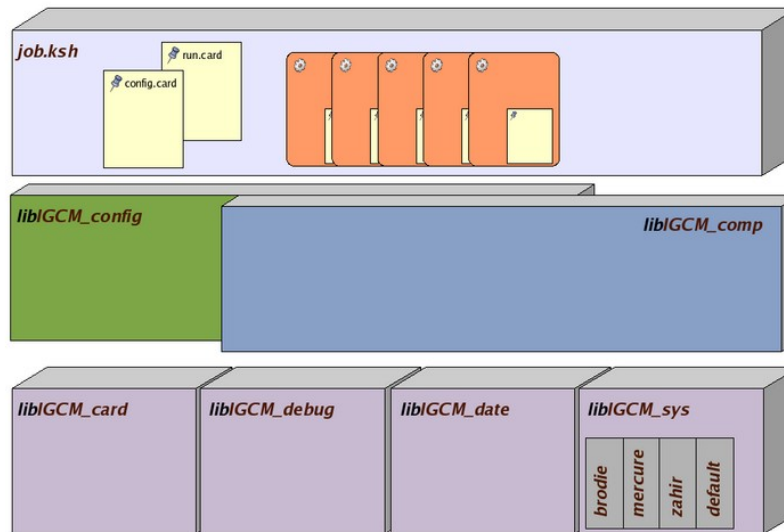 job.ksh
run.card
config.card
libIGCM_config
libIGCM_comp
libIGCM_card
libIGCM_debug
libIGCM_date
libIGCM_sys
brodie
mercure
zahir
default